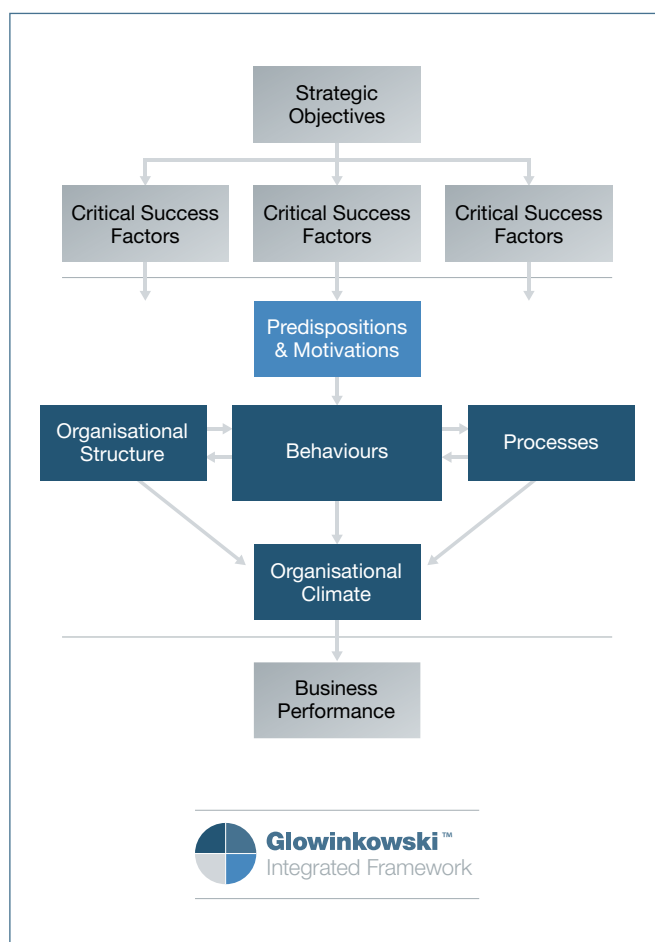 Strategic
Objectives
Critical Success
Factors
Critical Success
Factors
Critical Success
Factors
Predispositions
& Motivations
Organisational
Structure
Behaviours
Processes
Organisational
Climate
Business
Performance
Glowinkowski™
Integrated Framework